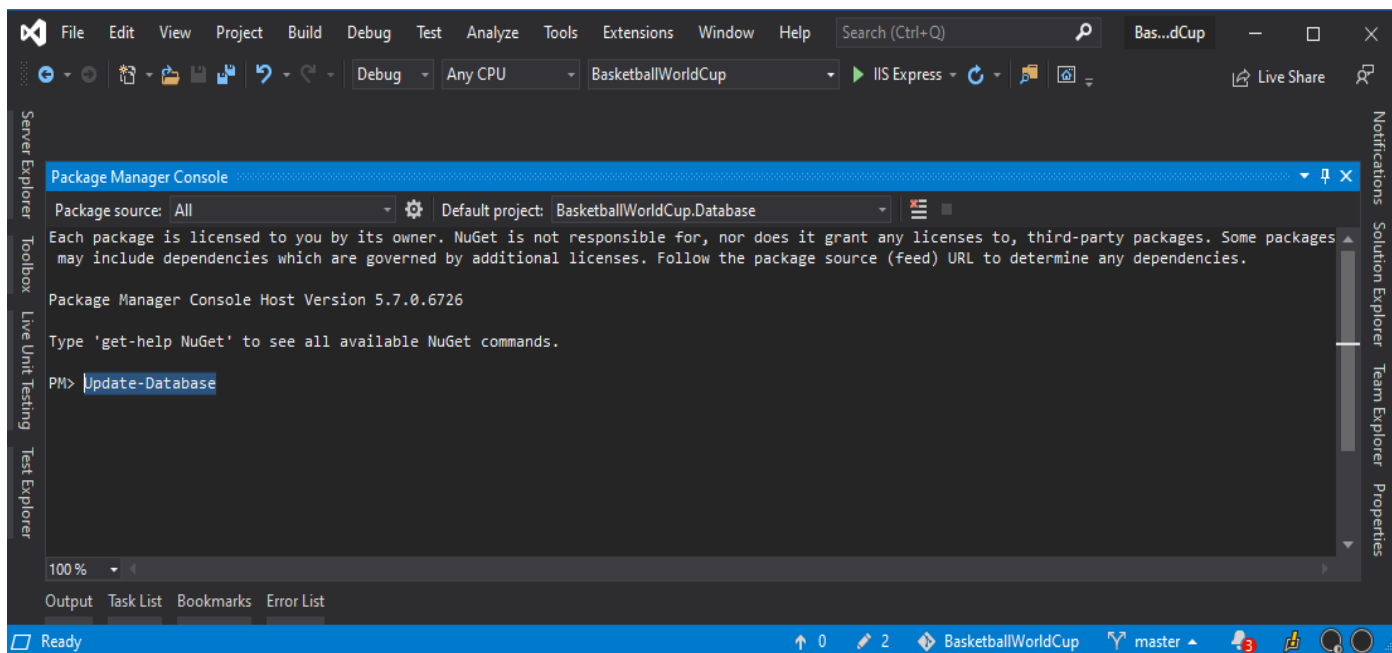 File Edit View Project Build Debug Test Analyze Tools Extensions Window Help Search (Ctrl+Q) Bas...dCup
Debug Any CPU BasketballWorldCup IIS Express Live Share
Server Explorer
Toolbox
Live Unit Testing
Test Explorer
Package Manager Console
Package source: All Default project: BasketballWorldCup.Database
Each package is licensed to you by its owner. NuGet is not responsible for, nor does it grant any licenses to, third-party packages. Some packages
may include dependencies which are governed by additional licenses. Follow the package source (feed) URL to determine any dependencies.
Package Manager Console Host Version 5.7.0.6726
Type 'get-help NuGet' to see all available NuGet commands.
PM> Update-Database
100 %
Notifications
Solution Explorer
Team Explorer
Properties
Output Task List Bookmarks Error List
Ready 0 2 BasketballWorldCup master 3